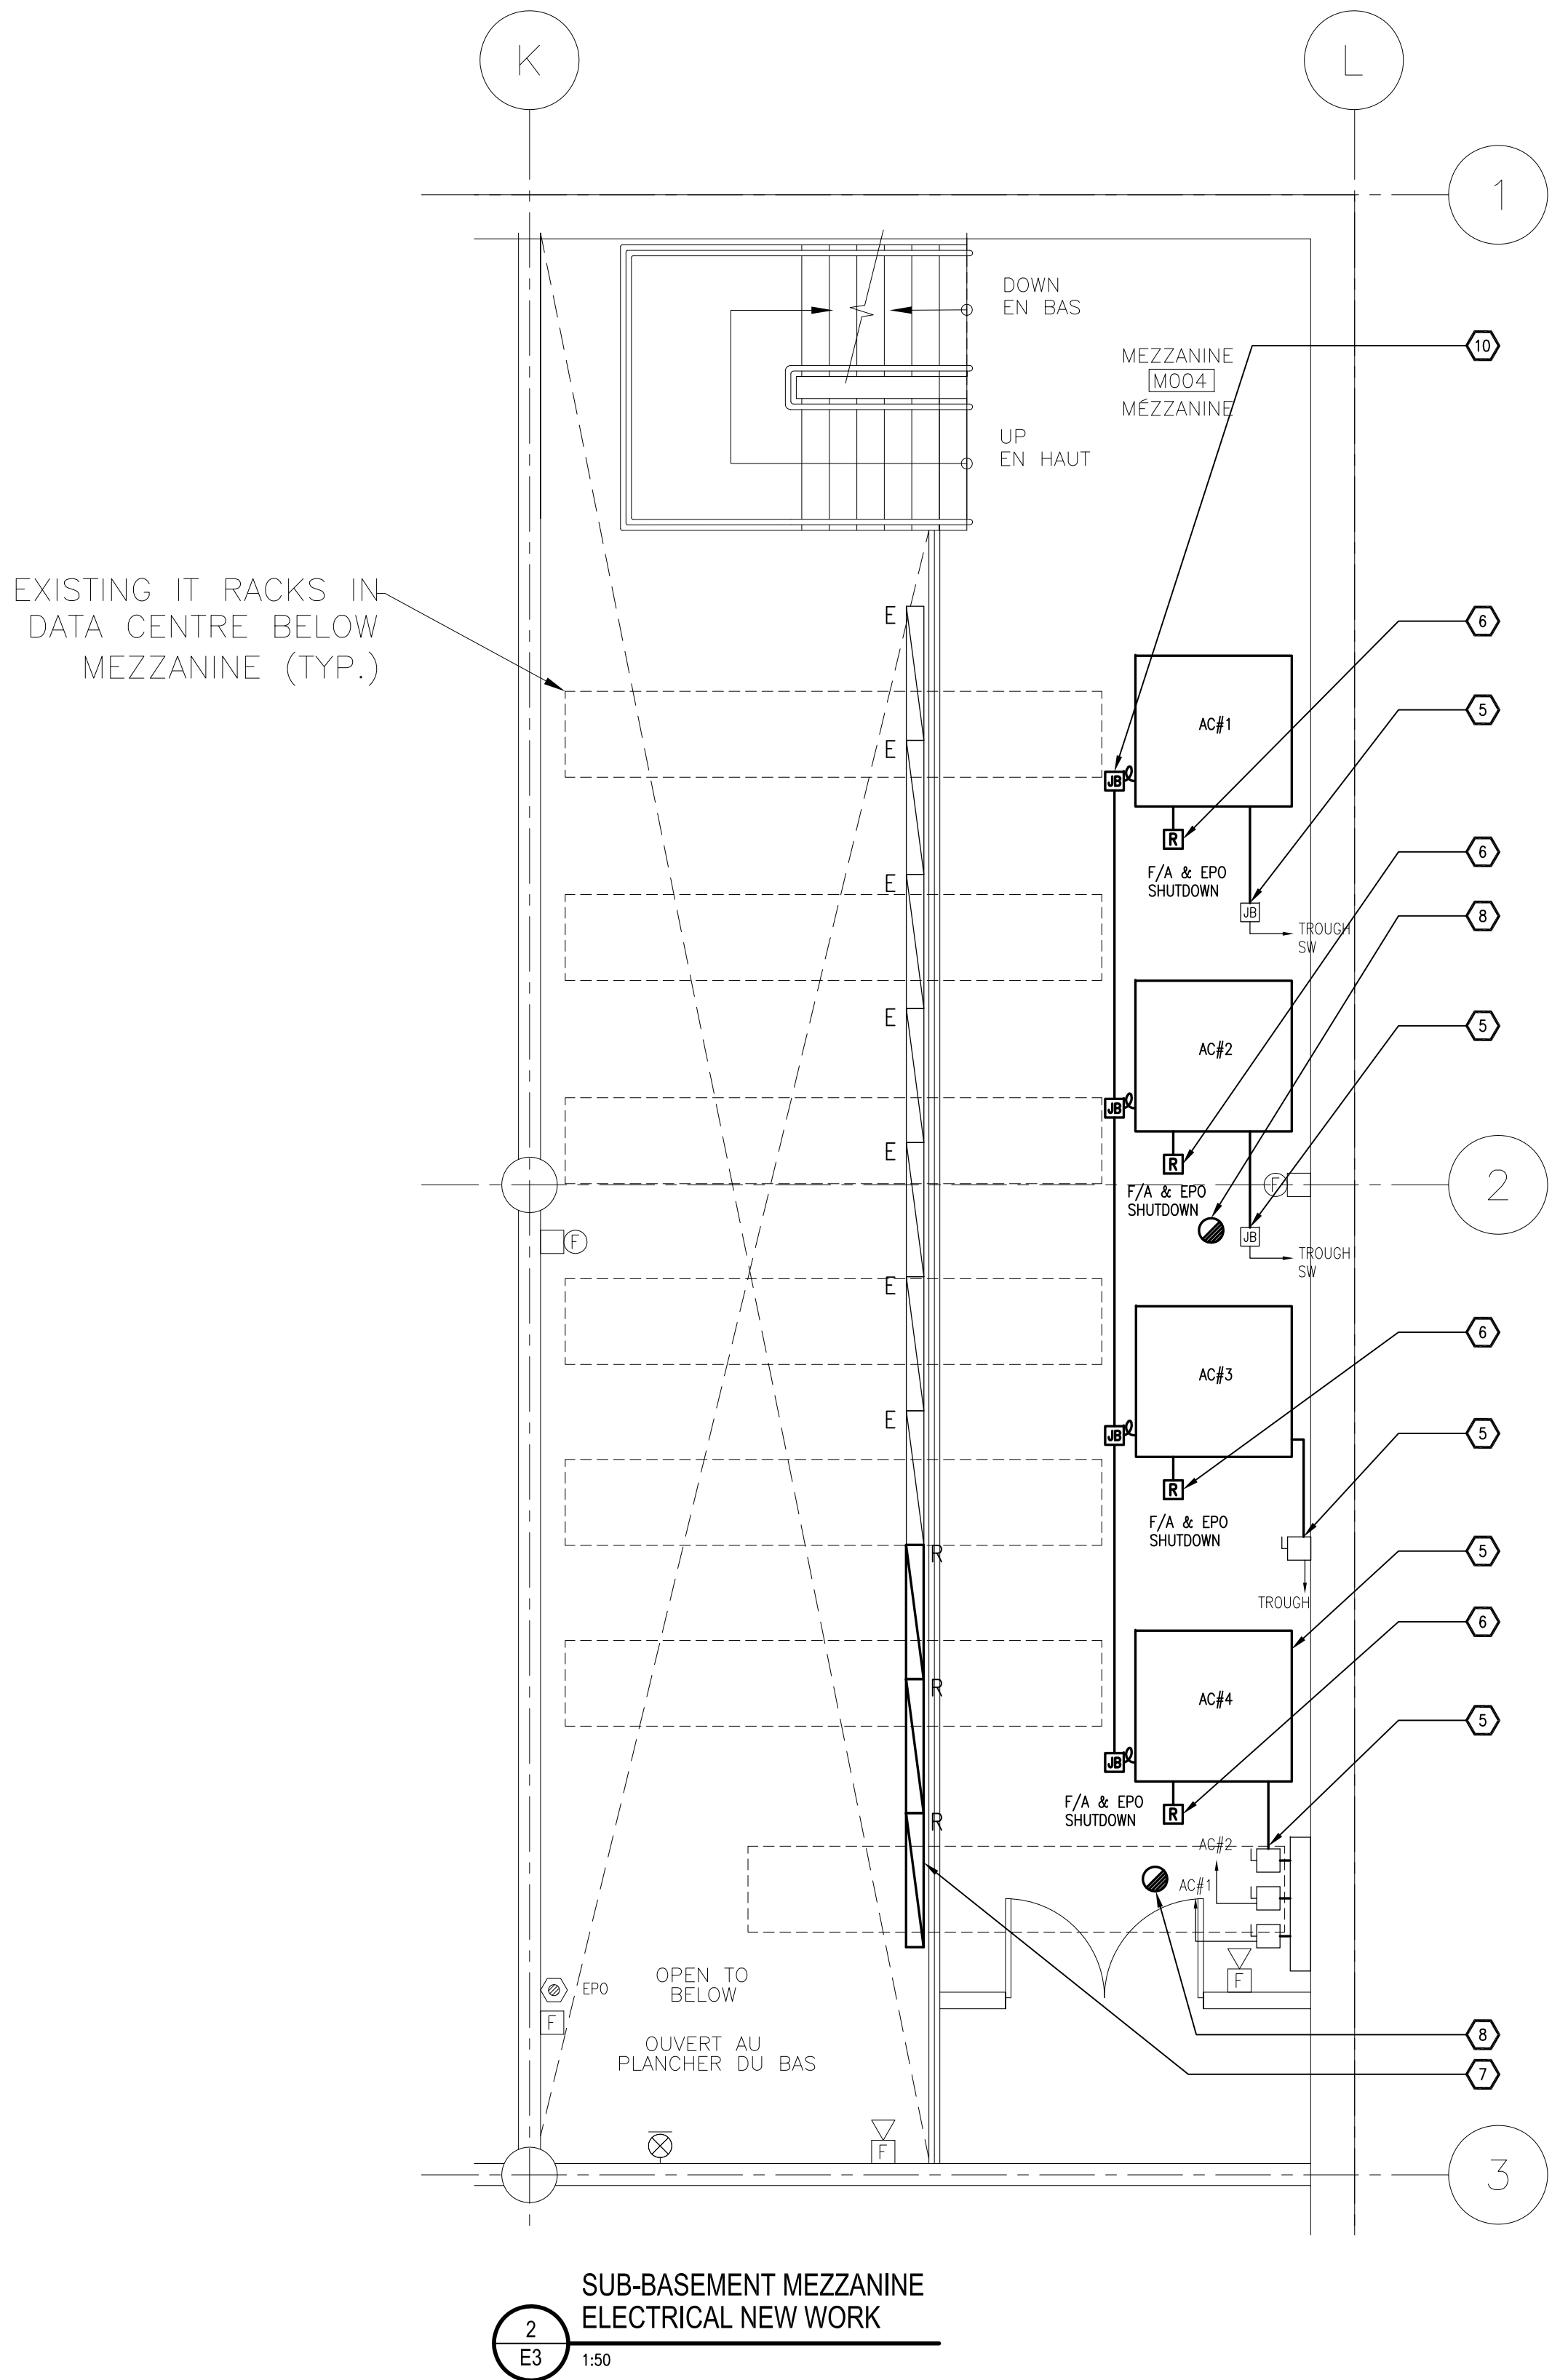 K
L
1
DOWN
EN BAS
MEZZANINE
M004
MÉZZANINE
10
UP
EN HAUT
EXISTING IT RACKS IN
DATA CENTRE BELOW
MEZZANINE (TYP.)
E
6
AC#1
5
E
JB
R
6
F/A & EPO
SHUTDOWN
E
JB
8
TROUGH
SW
E
5
AC#2
JB
E
R
2
F/A & EPO
SHUTDOWN
F
F
JB
TROUGH
SW
E
6
AC#3
E
JB
5
R
F/A & EPO
SHUTDOWN
R
5
TROUGH
6
R
AC#4
5
JB
F/A & EPO
SHUTDOWN
R
R
AC#2
AC#1
OPEN TO
BELOW
EPO
F
F
OUVERT AU
PLANCHER DU BAS
8
7
F
3
SUB-BASEMENT MEZZANINE
ELECTRICAL NEW WORK
2
E3
1:50